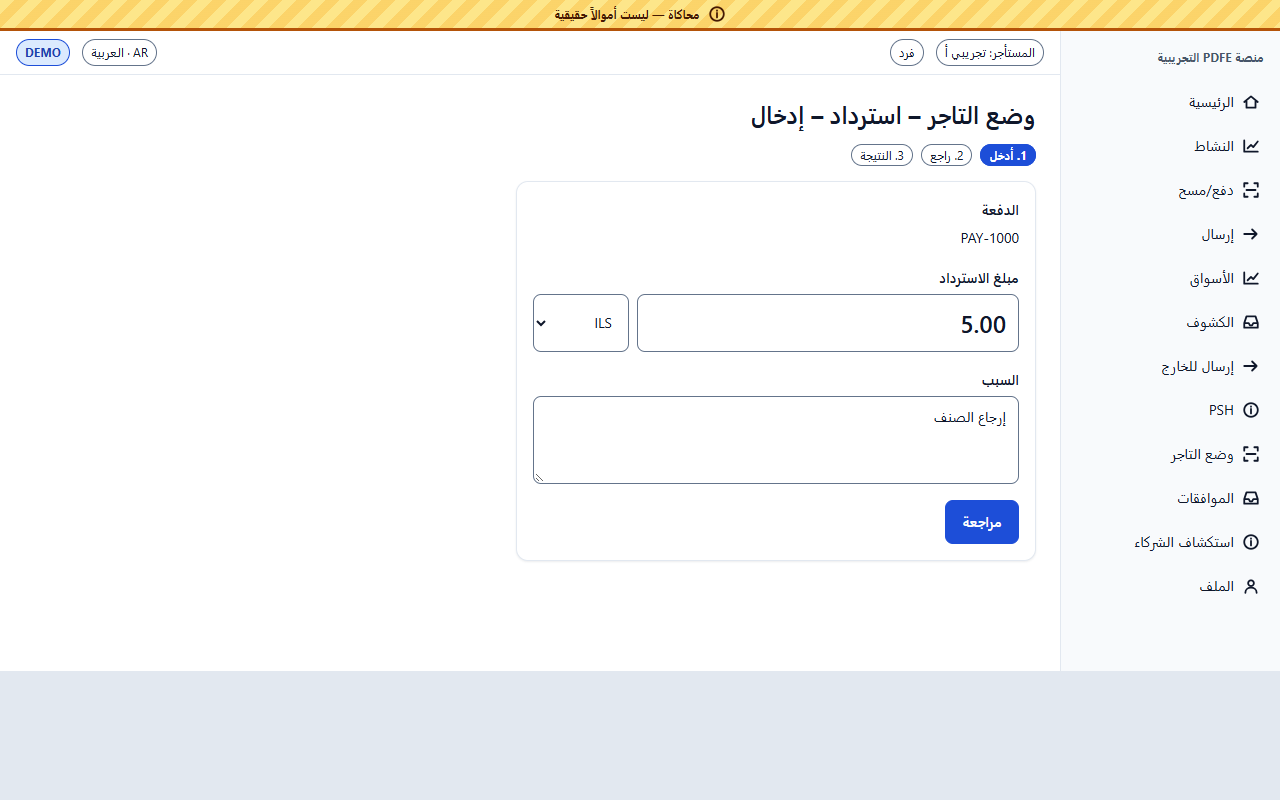 محاكاة — ليست أموالاً حقيقية
منصة PDFE التجريبية
الرئيسية
النشاط
دفع/مسح
إرسال
الأسواق
الكشوف
إرسال للخارج
PSH
وضع التاجر
الموافقات
استكشاف الشركاء
الملف
المستأجر: تجريبي أ
فرد
AR · العربية
DEMO
وضع التاجر – استرداد – إدخال
1. أدخل
2. راجع
3. النتيجة
الدفعة
PAY-1000
مبلغ الاسترداد
5.00
ILS
السبب
إرجاع الصنف
مراجعة